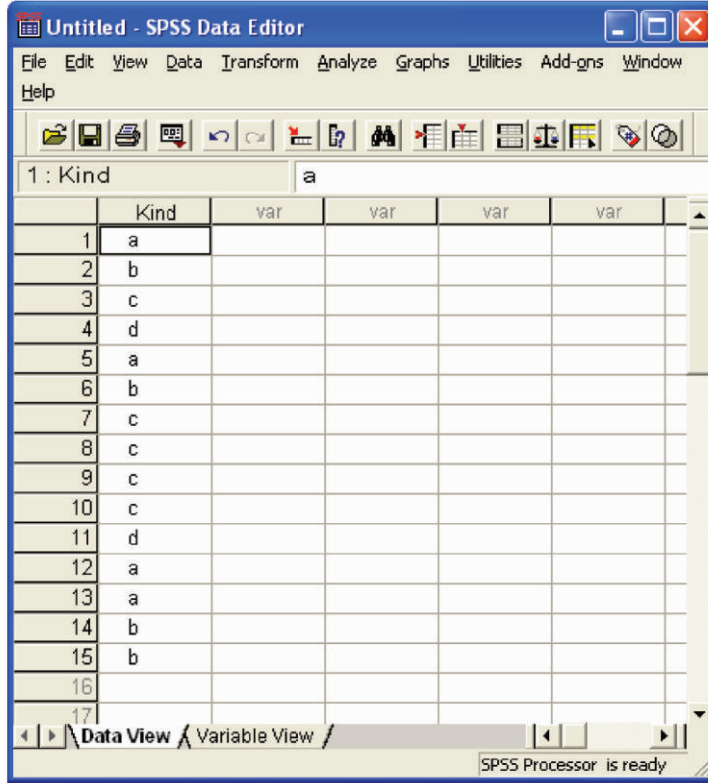 Untitled - SPSS Data Editor
File Edit View Data Transform Analyze Graphs Utilities Add-ons Window
Help
1 : Kind a
Kind var var var var
1 a
2 b
3 c
4 d
5 a
6 b
7 c
8 c
9 c
10 c
11 d
12 a
13 a
14 b
15 b
16
17
Data View Variable View
SPSS Processor is ready